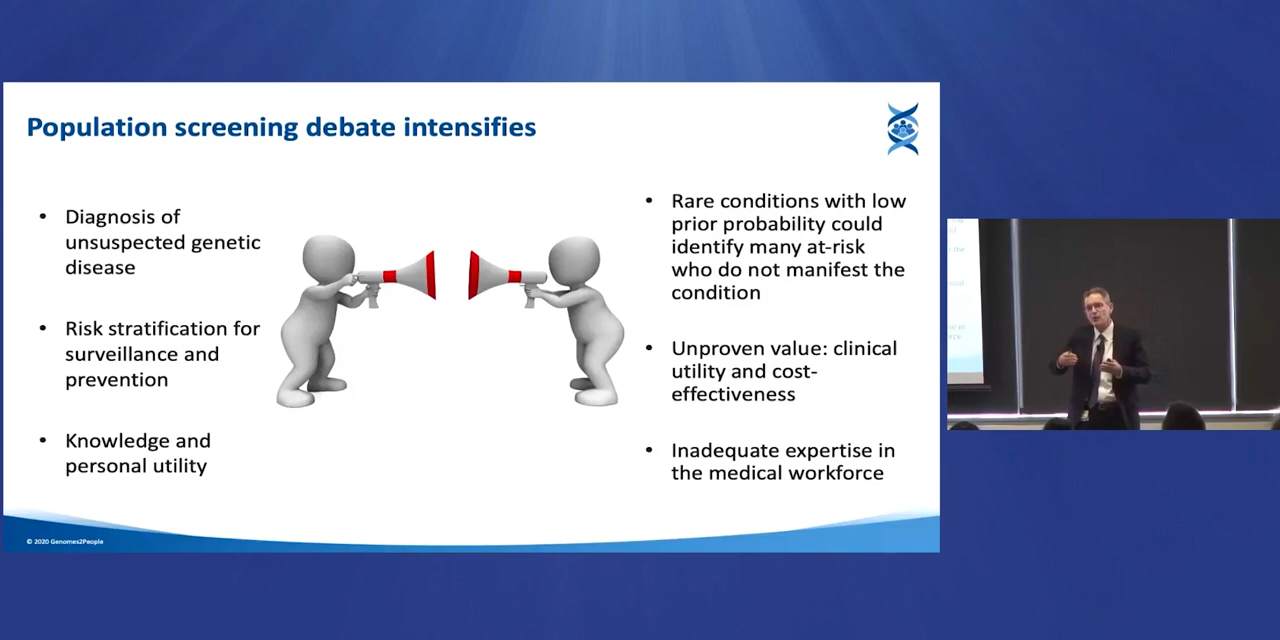 Population screening debate intensifies
• Diagnosis of
unsuspected genetic
disease
• Risk stratification for
surveillance and
prevention
• Knowledge and
personal utility
• Rare conditions with low
prior probability could
identify many at-risk
who do not manifest the
condition
• Unproven value: clinical
utility and cost-
effectiveness
• Inadequate expertise in
the medical workforce
© 2020 Genomes2People